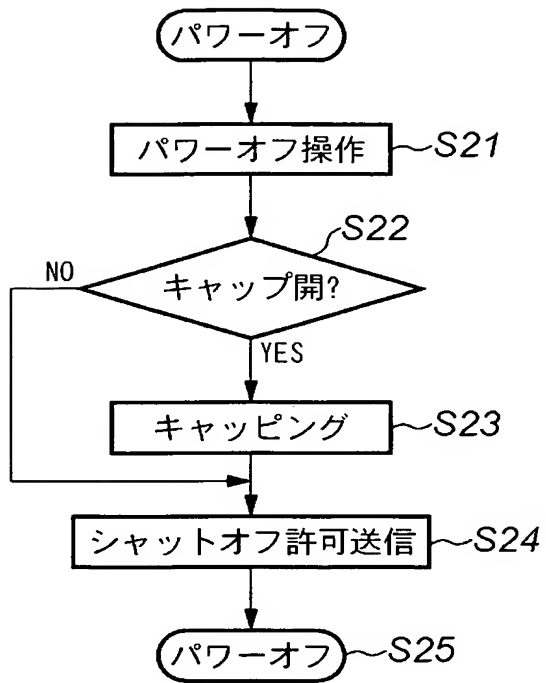 パワーオフ
パワーオフ操作
S21
S22
NO
キャップ開?
YES
キャッピング
S23
シャットオフ許可送信
S24
パワーオフ
S25